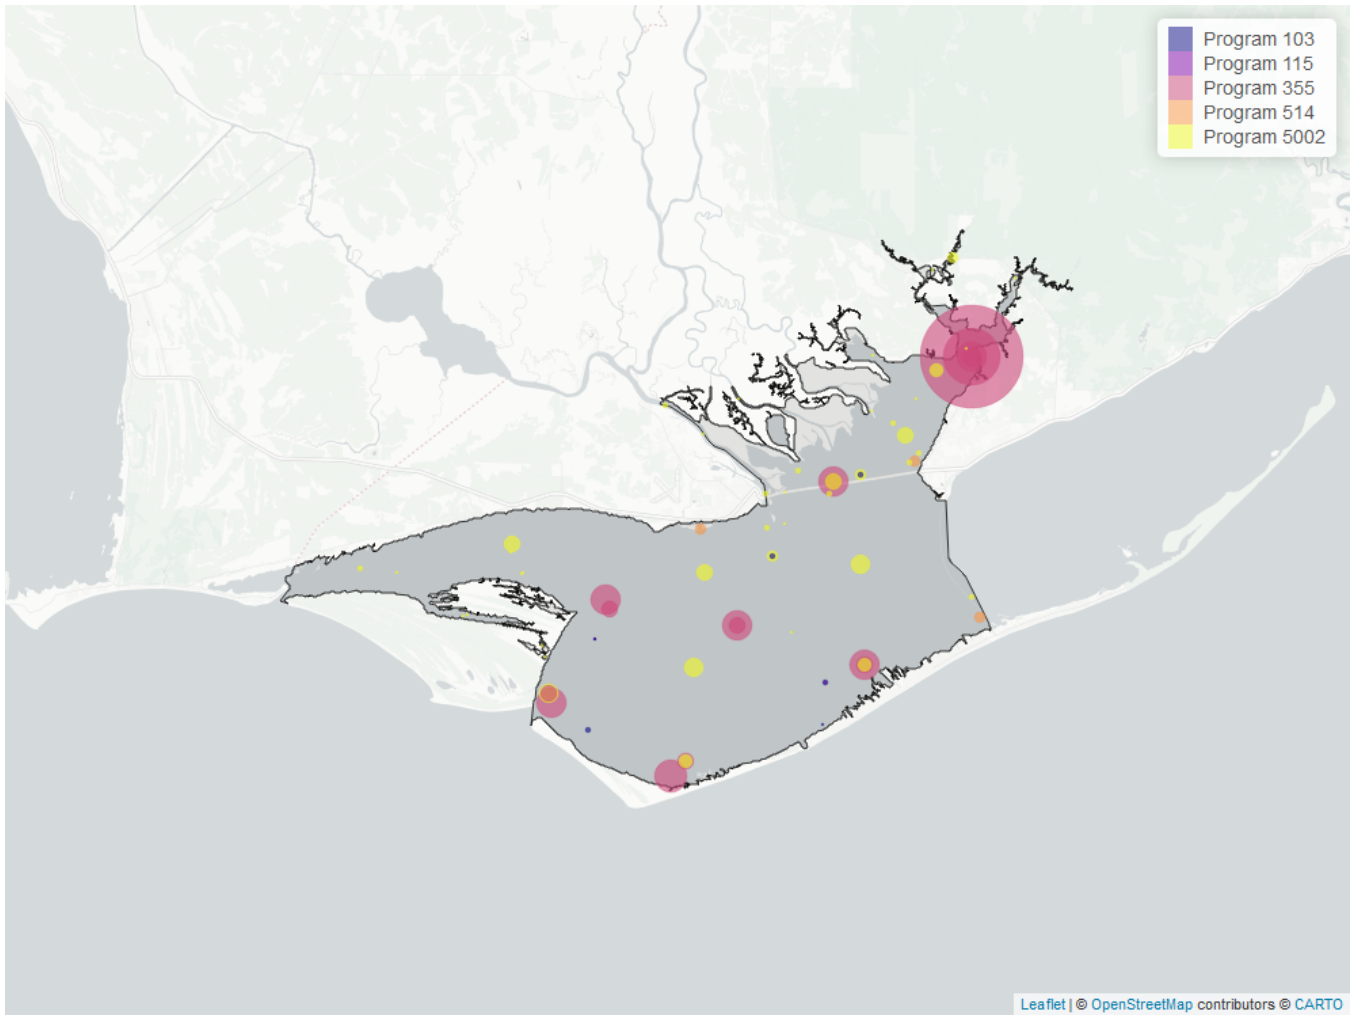 Program 103
Program 115
Program 355
Program 514
Program 5002
Leaflet | © OpenStreetMap contributors © CARTO